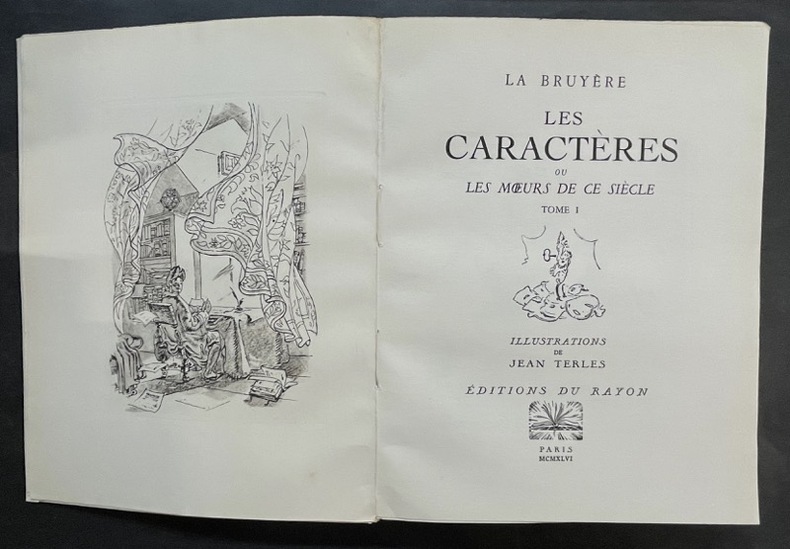 LA BRUYÈRE
LES
CARACTÈRES
OU
LES MŒURS DE CE SIÈCLE
TOME I
ILLUSTRATIONS
DE
JEAN TERLES
ÉDITIONS DU RAYON
PARIS
MCMXLVI